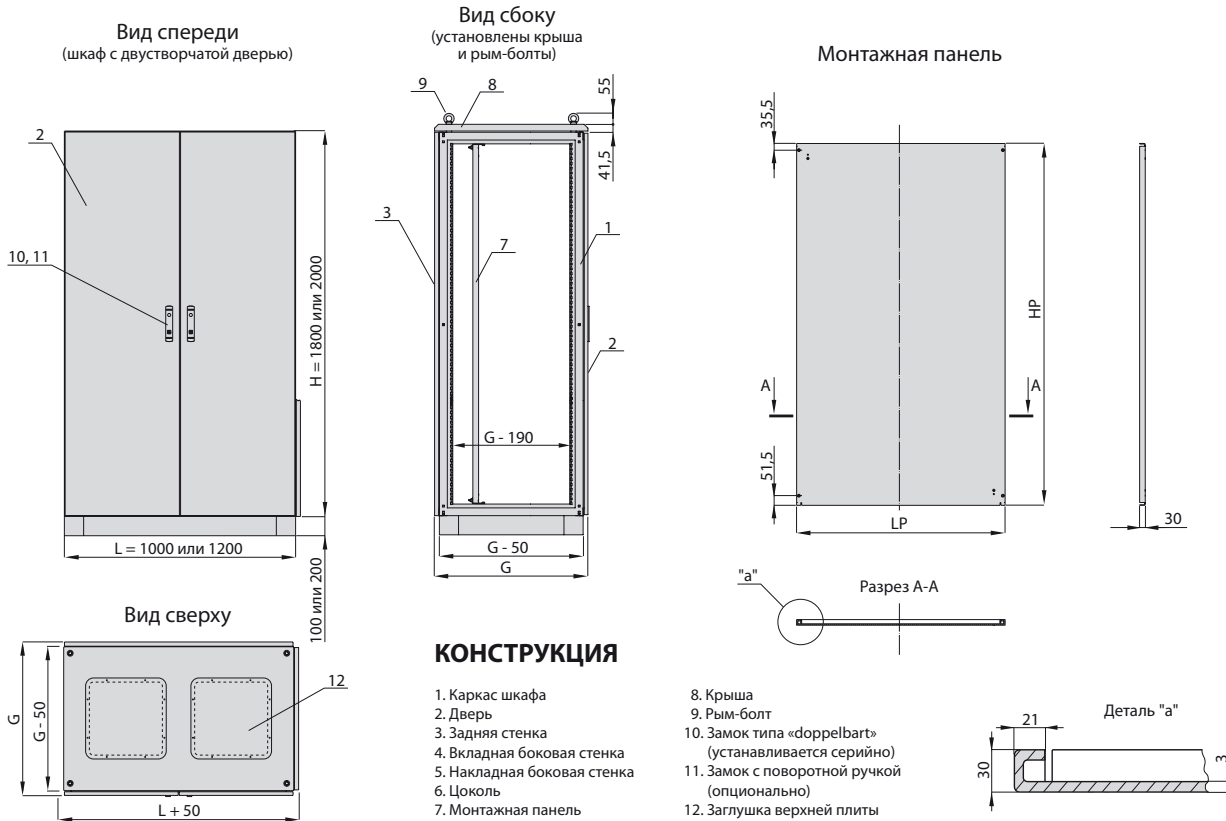 Вид спереди
(шкаф с двустворчатой дверью)
2
10, 11
H = 1800 или 2000
L = 1000 или 1200
100 или 200
Вид сбоку
(установлены крыша
и рым-болты)
9
8
55
41,5
3
7
1
2
G - 190
G - 50
G
Монтажная панель
35,5
HP
A
A
51,5
LP
30
"a"
Разрез A-A
Вид сверху
12
G
G - 50
L + 50
КОНСТРУКЦИЯ
1. Каркас шкафа
2. Дверь
3. Задняя стенка
4. Вкладная боковая стенка
5. Накладная боковая стенка
6. Цоколь
7. Монтажная панель
8. Крыша
9. Рым-болт
10. Замок типа «doppelbart»
(устанавливается серийно)
11. Замок с поворотной ручкой
(опционально)
12. Заглушка верхней плиты
Деталь "a"
21
30
3